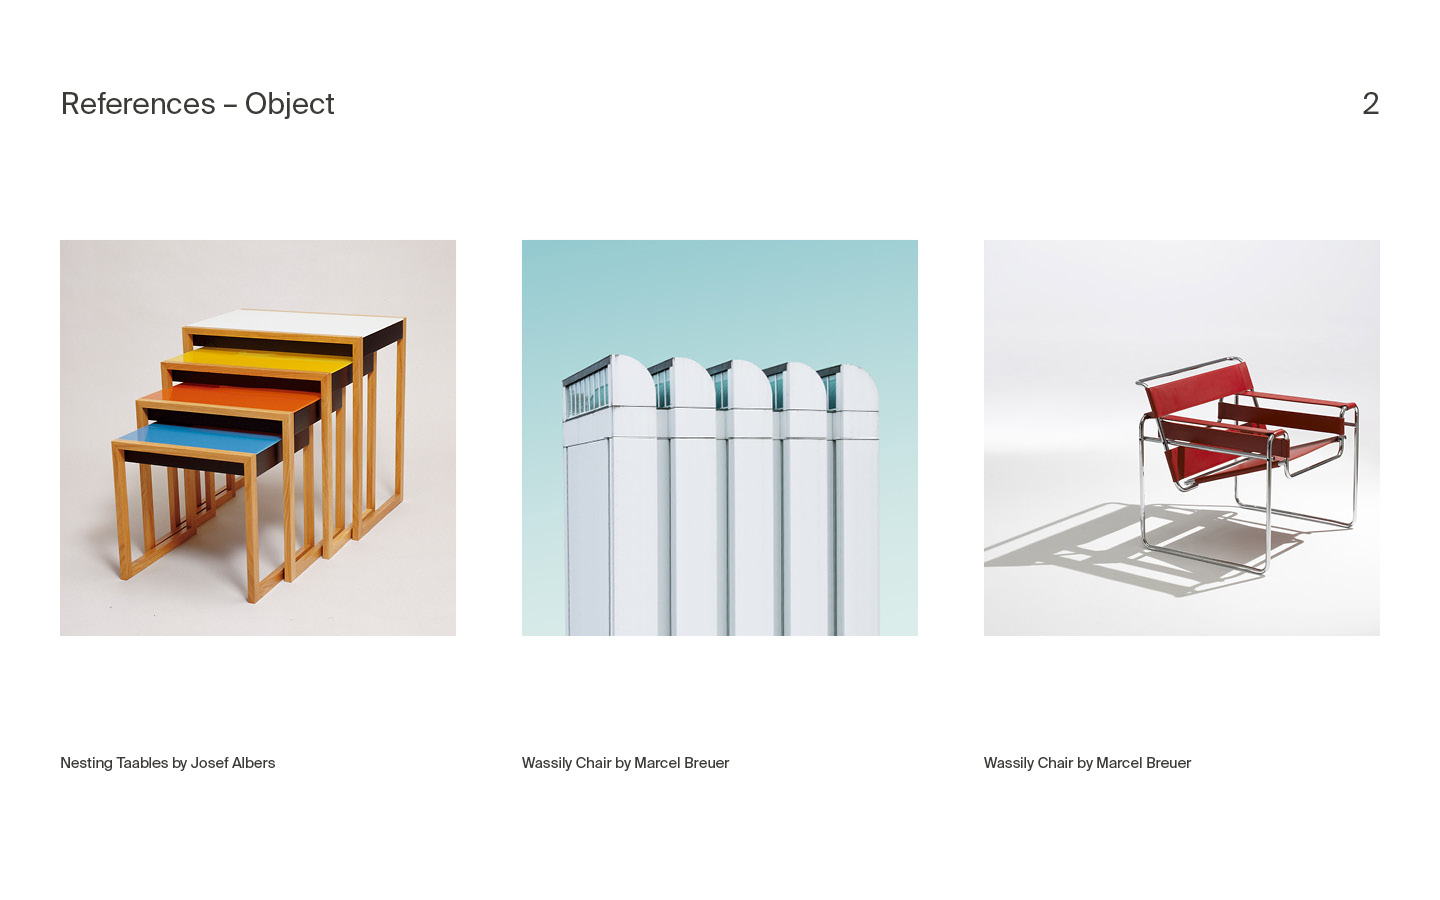 References – Object
2
Nesting Taables by Josef Albers
Wassily Chair by Marcel Breuer
Wassily Chair by Marcel Breuer